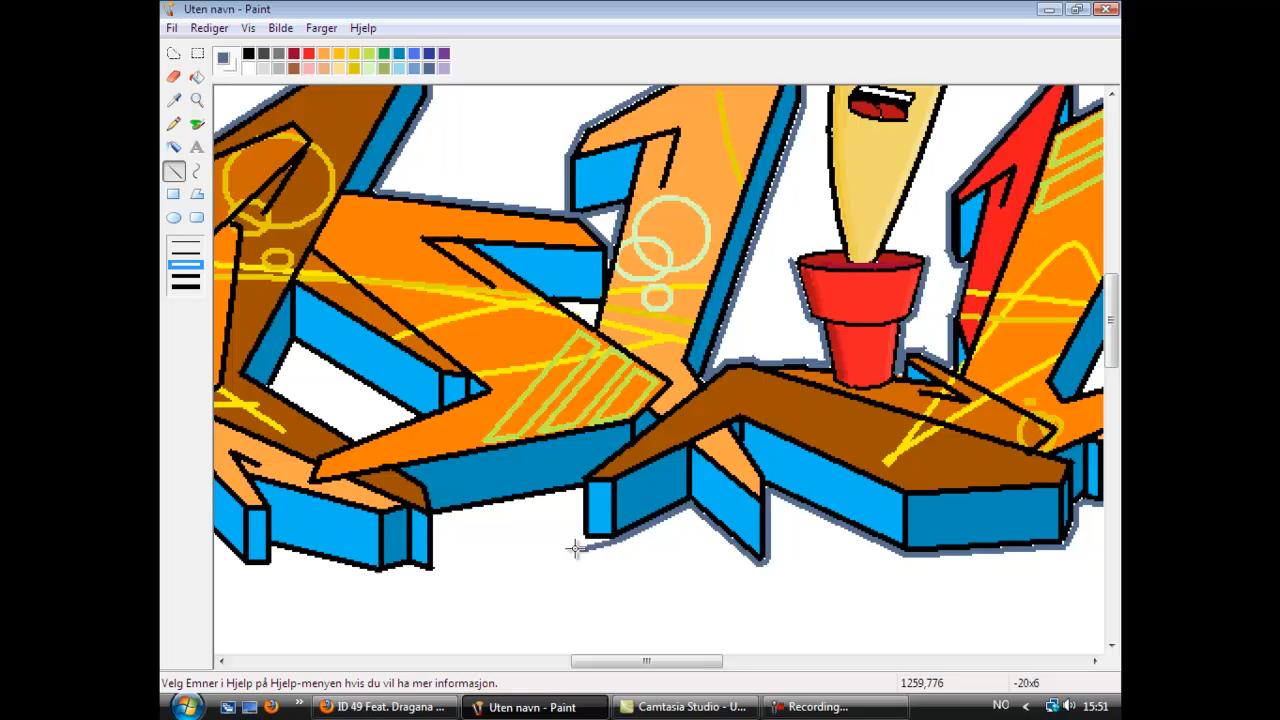 Uten navn - Paint
Fil Rediger Vis Bilde Farger Hjelp
Velg Emner i Hjelp på Hjelp-menyen hvis du vil ha mer informasjon.
1259,776
-20x6
ID 49 Feat. Dragana ...
Uten navn - Paint
Camtasia Studio - U...
Recording...
NO
15:51